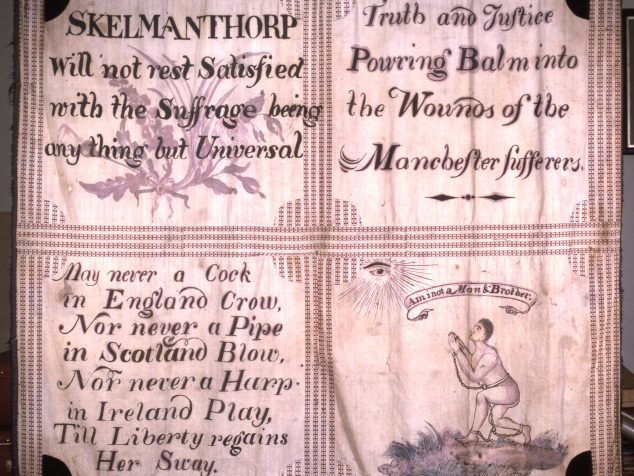 SKELMANTHORP
Will not rest Satisfied
with the Suffrage being
any thing but Universal
Truth and Justice
Powring Balm into
the Wounds of the
Manchester sufferers.
May never a Cock
in England Crow,
Nor never a Pipe
in Scotland Blow,
Nor never a Harp
in Ireland Play,
Till Liberty regains
Her Sway.
Am i not a Man & Brother.